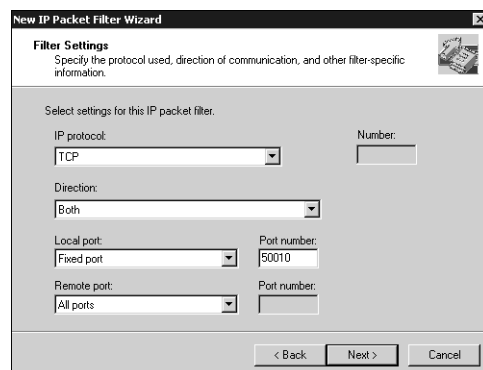 New IP Packet Filter Wizard
Filter Settings
Specify the protocol used, direction of communication, and other filter-specific
information.
Select settings for this IP packet filter.
IP protocol:
Number:
TCP
Direction:
Both
Local port:
Port number:
Fixed port
50010
Remote port:
Port number:
All ports
< Back
Next >
Cancel